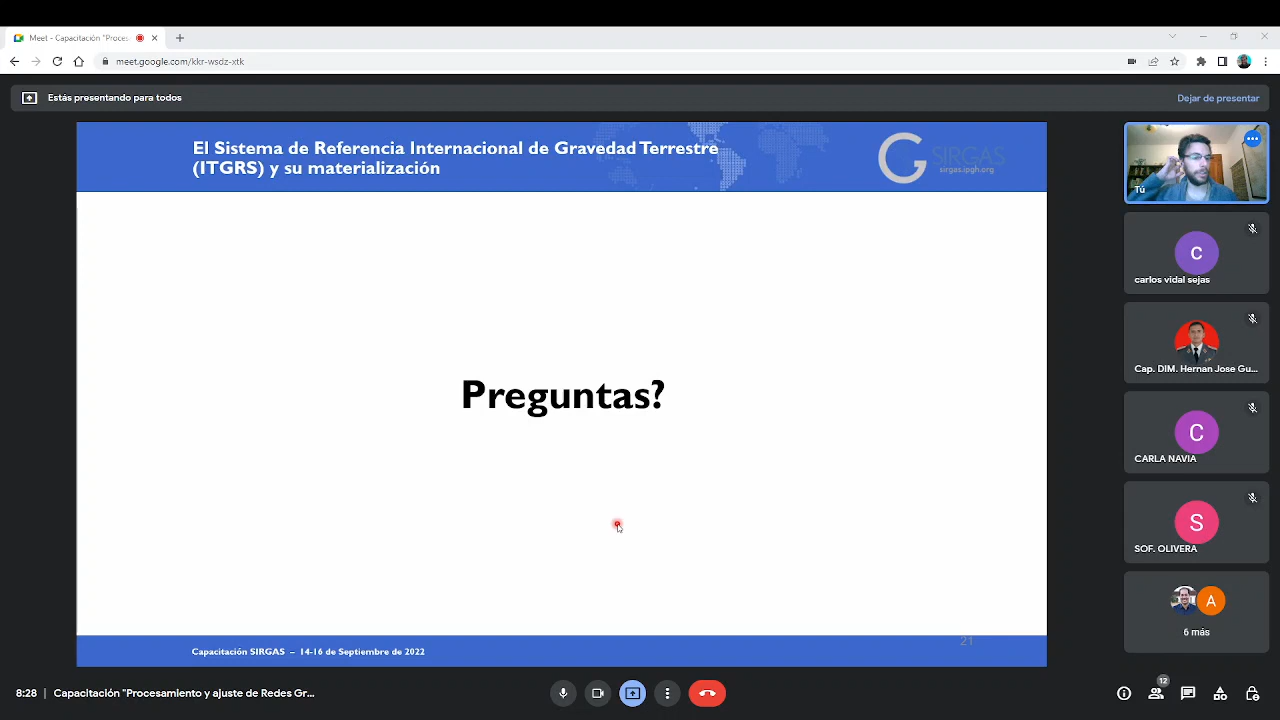 Meet - Capacitación "Proces
meet.google.com/kkr-wsdz-xtk
Estás presentando para todos
Dejar de presentar
El Sistema de Referencia Internacional de Gravedad Terrestre
(ITGRS) y su materialización
G SIRGAS
sirgas.ipgh.org
Preguntas?
Capacitación SIRGAS – 14-16 de Septiembre de 2022
21
Tú
C
carlos vidal sejas
Cap. DIM. Hernan Jose Gu...
C
CARLA NAVIA
S
SOF. OLIVERA
A
6 más
8:28 | Capacitación "Procesamiento y ajuste de Redes Gr...
12